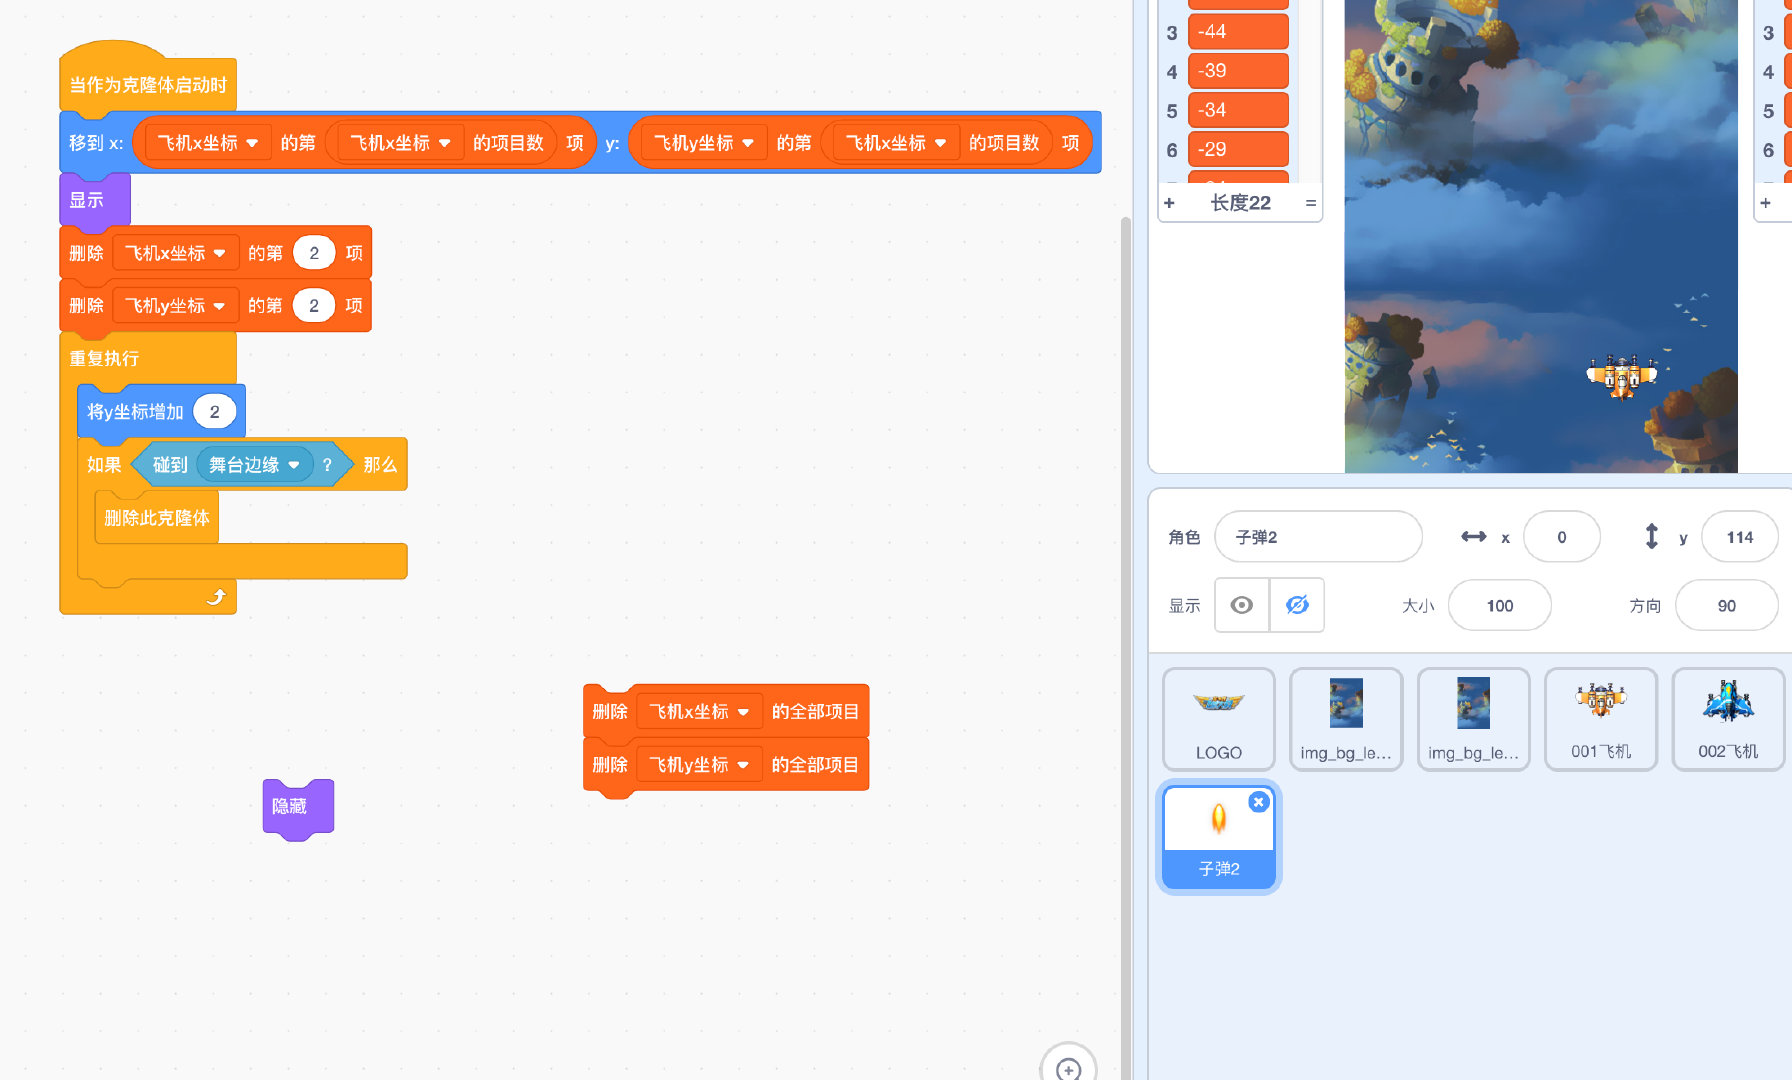 当作为克隆体启动时
移到 x: 飞机x坐标 的第 飞机x坐标 的项目数 项 y: 飞机y坐标 的第 飞机x坐标 的项目数 项
显示
删除 飞机x坐标 的第 2 项
删除 飞机y坐标 的第 2 项
重复执行
将y坐标增加 2
如果 碰到 舞台边缘 ? 那么
删除此克隆体
删除 飞机x坐标 的全部项目
删除 飞机y坐标 的全部项目
隐藏
3 -44
4 -39
5 -34
6 -29
+ 长度22 =
3
4
5
6
+
角色 子弹2 x 0 y 114
显示 大小 100 方向 90
LOGO
img_bg_le...
img_bg_le...
001飞机
002飞机
子弹2